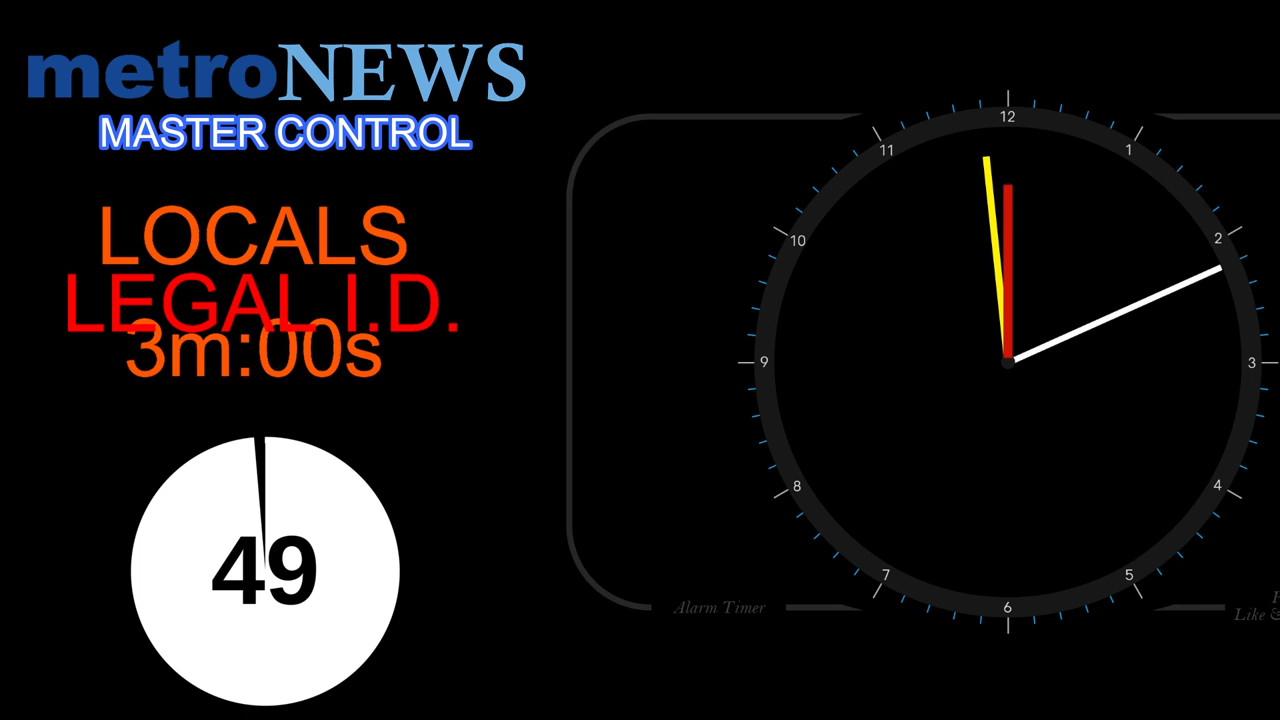 metroNEWS
MASTER CONTROL
LOCALS
LEGAL I.D.
3m:00s
49
12
1
2
3
4
5
6
7
8
9
10
11
Alarm Timer
Like &